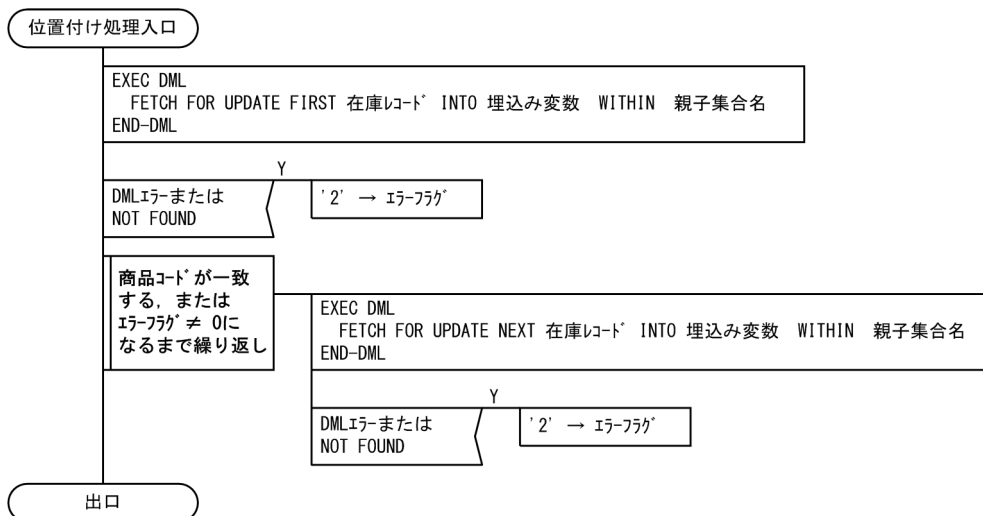 位置付け処理入口
EXEC DML
FETCH FOR UPDATE FIRST 在庫ﾚｺｰﾄﾞ INTO 埋込み変数 WITHIN 親子集合名
END-DML
Y
DMLｴﾗｰまたは
NOT FOUND
'2' → ｴﾗｰﾌﾗｸﾞ
商品ｺｰﾄﾞが一致
する，または
ｴﾗｰﾌﾗｸﾞ≠ 0に
なるまで繰り返し
EXEC DML
FETCH FOR UPDATE NEXT 在庫ﾚｺｰﾄﾞ INTO 埋込み変数 WITHIN 親子集合名
END-DML
Y
DMLｴﾗｰまたは
NOT FOUND
'2' → ｴﾗｰﾌﾗｸﾞ
出口